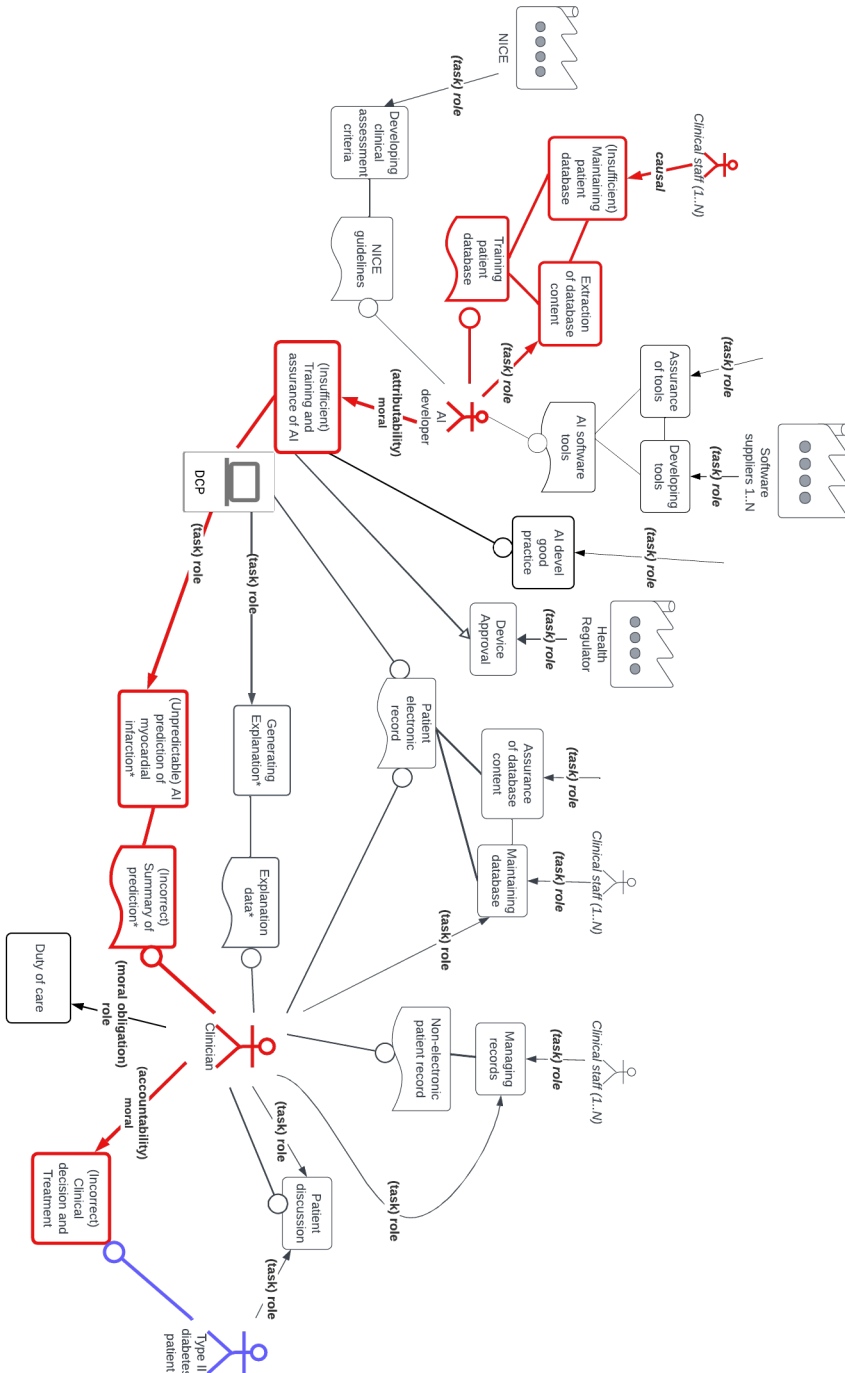 Software
suppliers 1..N
(task) role
(task) role
Assurance
of tools
Developing
tools
Clinical staff (1..N)
causal
(Insufficient)
Maintaining
patient
database
Extraction
of database
content
Training
patient
database
(task) role
AI software
tools
(task) role
AI devel
good
practice
Health
Regulator
(task) role
Device
Approval
Clinical staff (1..N)
(task) role
(task) role
Assurance
of database
content
Maintaining
database
Patient
electronic
record
(task) role
Clinical staff (1..N)
(task) role
Managing
records
Non-electronic
patient record
(task) role
NICE
(task) role
Developing
clinical
assessment
criteria
NICE
guidelines
AI
developer
moral
(attributability)
(Insufficient)
Training and
assurance of AI
DCP
(task) role
(task) role
Generating
Explanation*
Explanation
data*
(Unpredictable) AI
prediction of
myocardial
infarction*
(Incorrect)
Summary of
prediction*
Clinician
(task) role
Patient
discussion
(task) role
(moral obligation)
role
Duty of care
(accountability)
moral
(Incorrect)
Clinical
decision and
Treatment
Type II
diabetes
patient